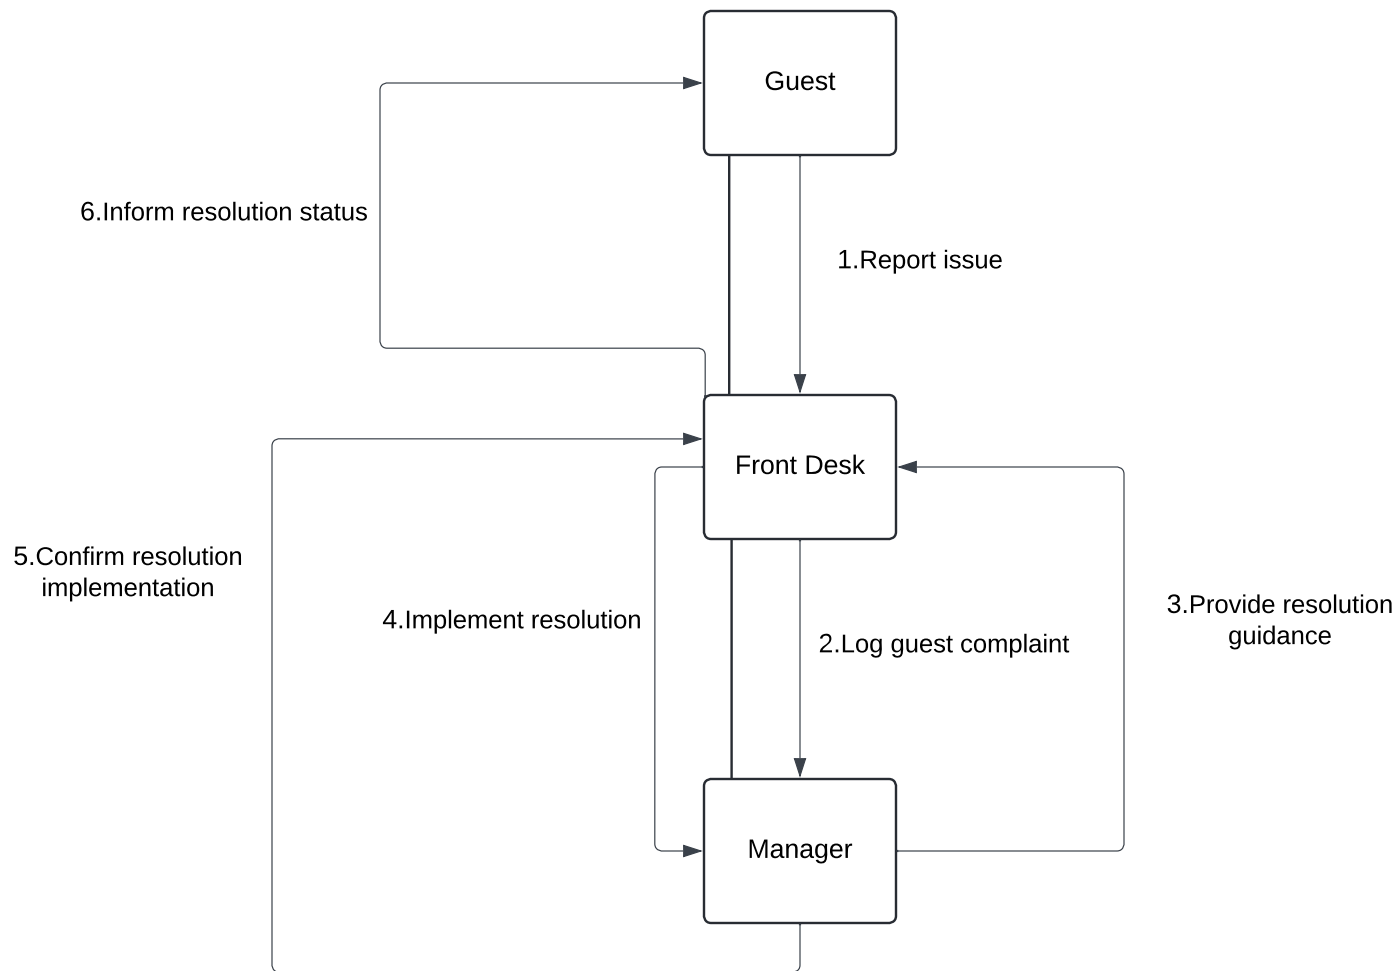 Guest
6.Inform resolution status
1.Report issue
Front Desk
5.Confirm resolution
implementation
4.Implement resolution
2.Log guest complaint
3.Provide resolution
guidance
Manager